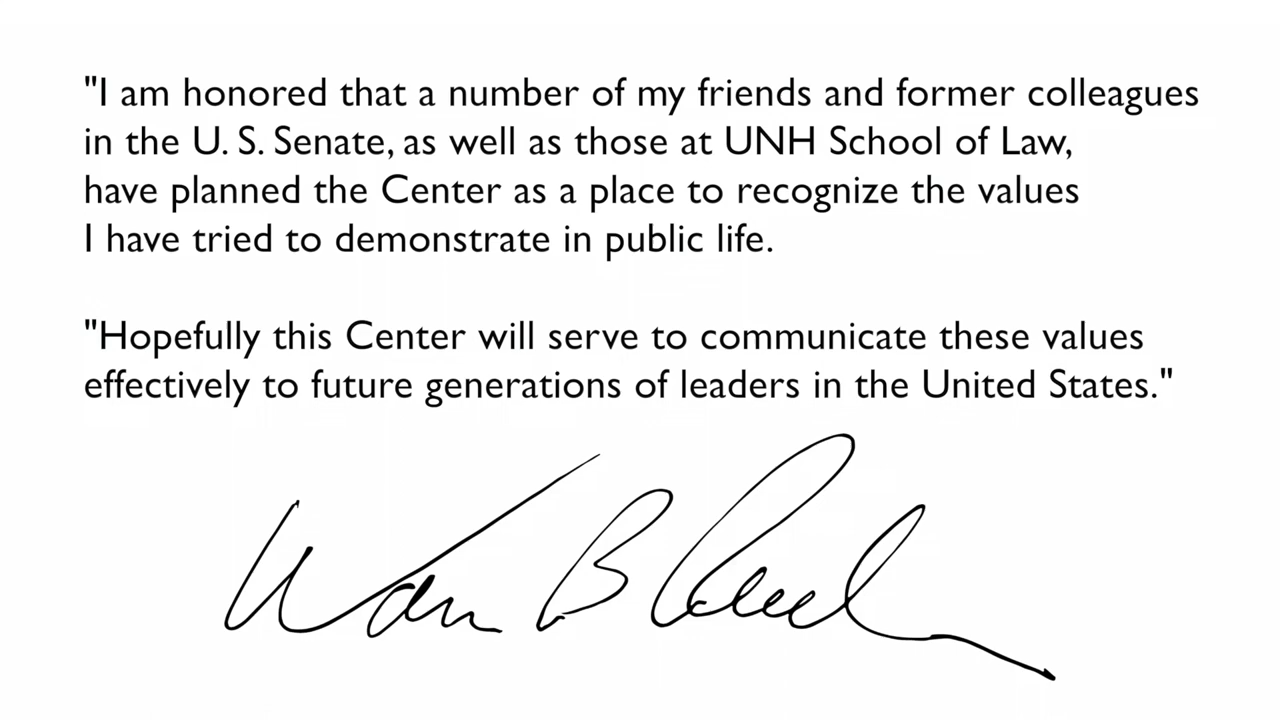 "I am honored that a number of my friends and former colleagues
in the U. S. Senate, as well as those at UNH School of Law,
have planned the Center as a place to recognize the values
I have tried to demonstrate in public life.
"Hopefully this Center will serve to communicate these values
effectively to future generations of leaders in the United States."
Warren B Rudman